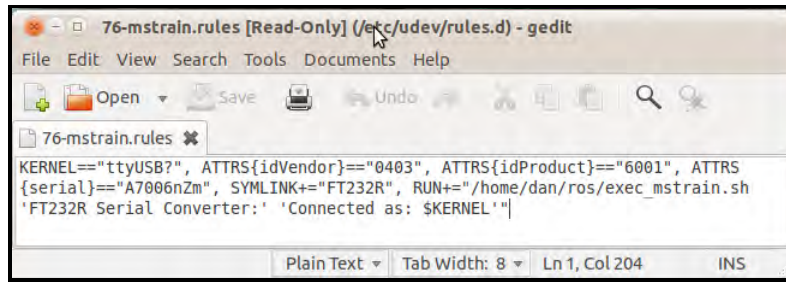 76-mstrain.rules [Read-Only] (/etc/udev/rules.d) - gedit
File Edit View Search Tools Documents Help
Open Save Undo
76-mstrain.rules
KERNEL=="ttyUSB?", ATTRS{idVendor}=="0403", ATTRS{idProduct}=="6001", ATTRS
{serial}=="A7006nZm", SYMLINK+="FT232R", RUN+="/home/dan/ros/exec_mstrain.sh
'FT232R Serial Converter:' 'Connected as: $KERNEL'"
Plain Text Tab Width: 8 Ln 1, Col 204 INS